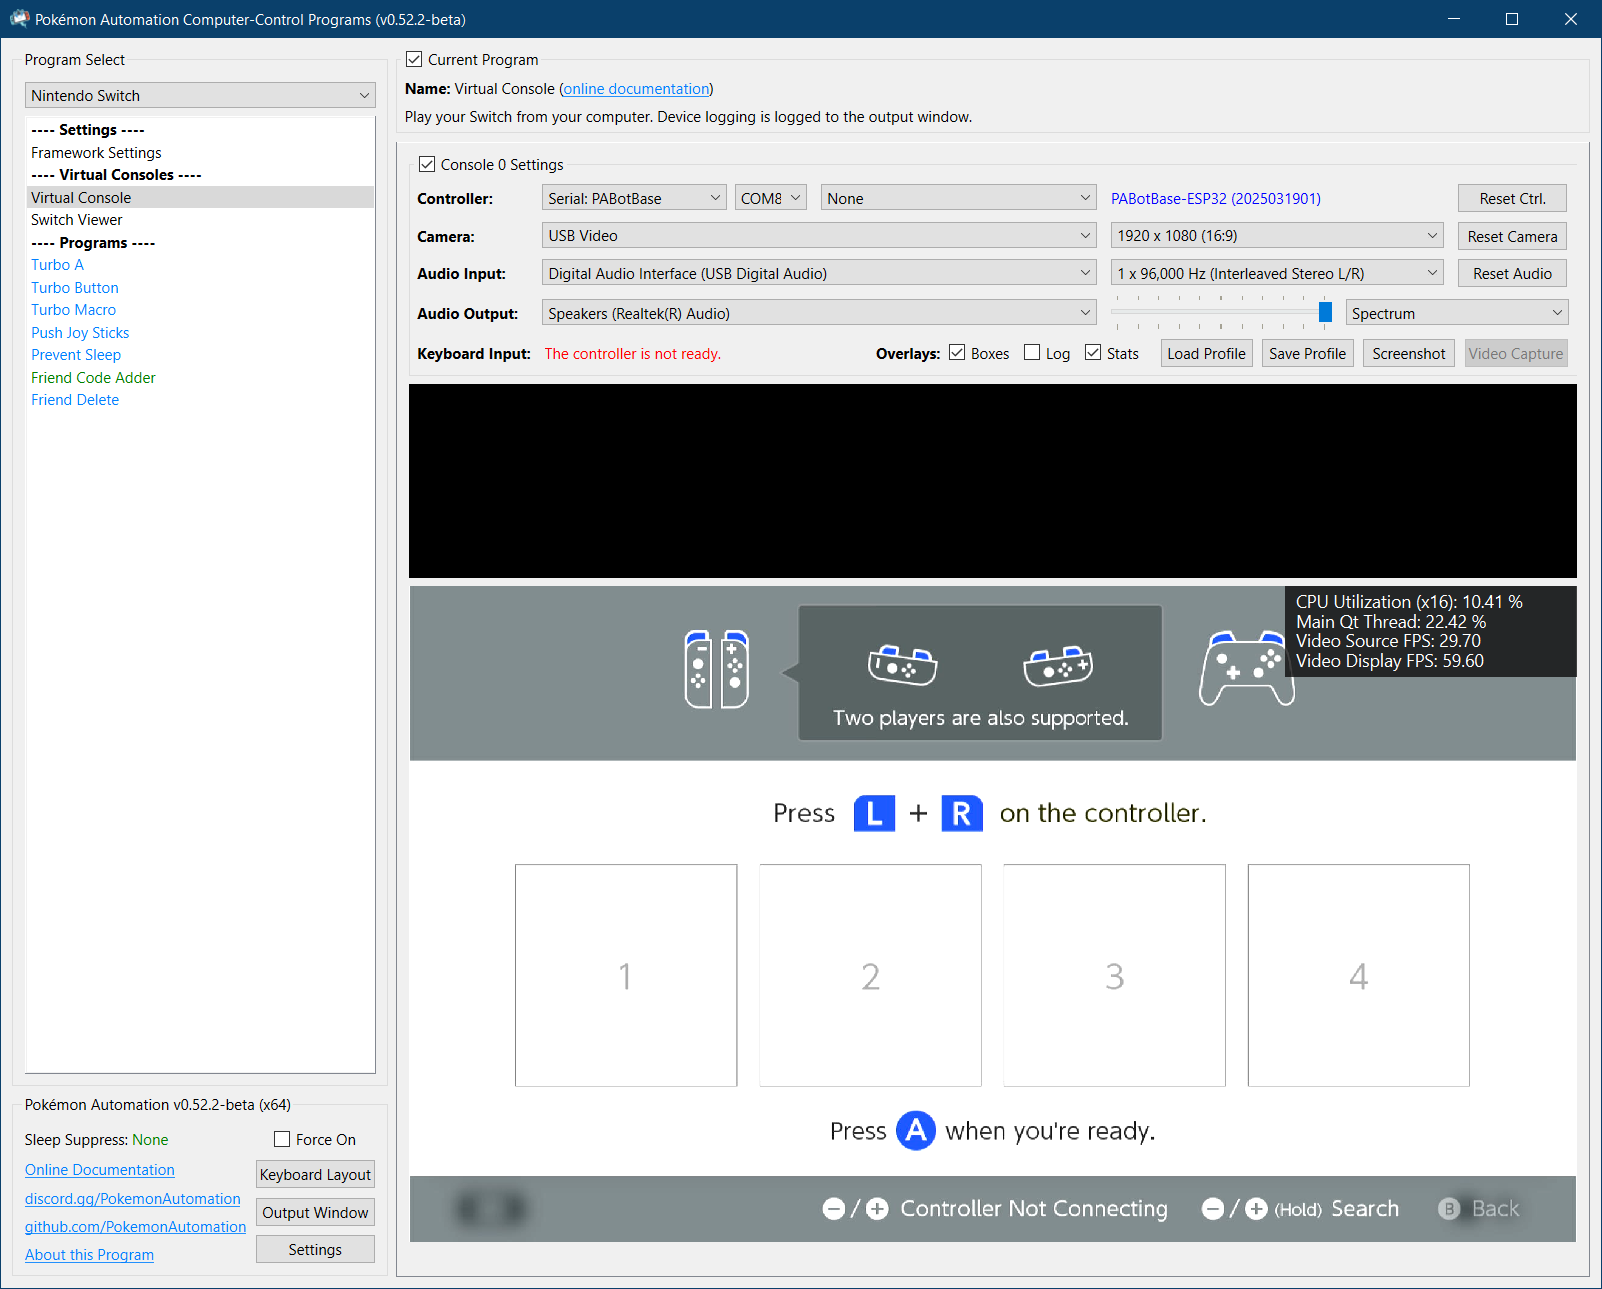 Pokémon Automation Computer-Control Programs (v0.52.2-beta)
Program Select
Nintendo Switch
---- Settings ----
Framework Settings
---- Virtual Consoles ----
Virtual Console
Switch Viewer
---- Programs ----
Turbo A
Turbo Button
Turbo Macro
Push Joy Sticks
Prevent Sleep
Friend Code Adder
Friend Delete
Pokémon Automation v0.52.2-beta (x64)
Sleep Suppress: None
Force On
Online Documentation
Keyboard Layout
discord.gg/PokemonAutomation
Output Window
github.com/PokemonAutomation
Settings
About this Program
Current Program
Name: Virtual Console (online documentation)
Play your Switch from your computer. Device logging is logged to the output window.
Console 0 Settings
Controller: Serial: PABotBase COM8 None PABotBase-ESP32 (2025031901) Reset Ctrl.
Camera: USB Video 1920 x 1080 (16:9) Reset Camera
Audio Input: Digital Audio Interface (USB Digital Audio) 1 x 96,000 Hz (Interleaved Stereo L/R) Reset Audio
Audio Output: Speakers (Realtek(R) Audio) Spectrum
Keyboard Input: The controller is not ready. Overlays: Boxes Log Stats Load Profile Save Profile Screenshot Video Capture
CPU Utilization (x16): 10.41 %
Main Qt Thread: 22.42 %
Video Source FPS: 29.70
Video Display FPS: 59.60
Two players are also supported.
Press L + R on the controller.
1 2 3 4
Press A when you're ready.
−/+ Controller Not Connecting −/+ (Hold) Search B Back